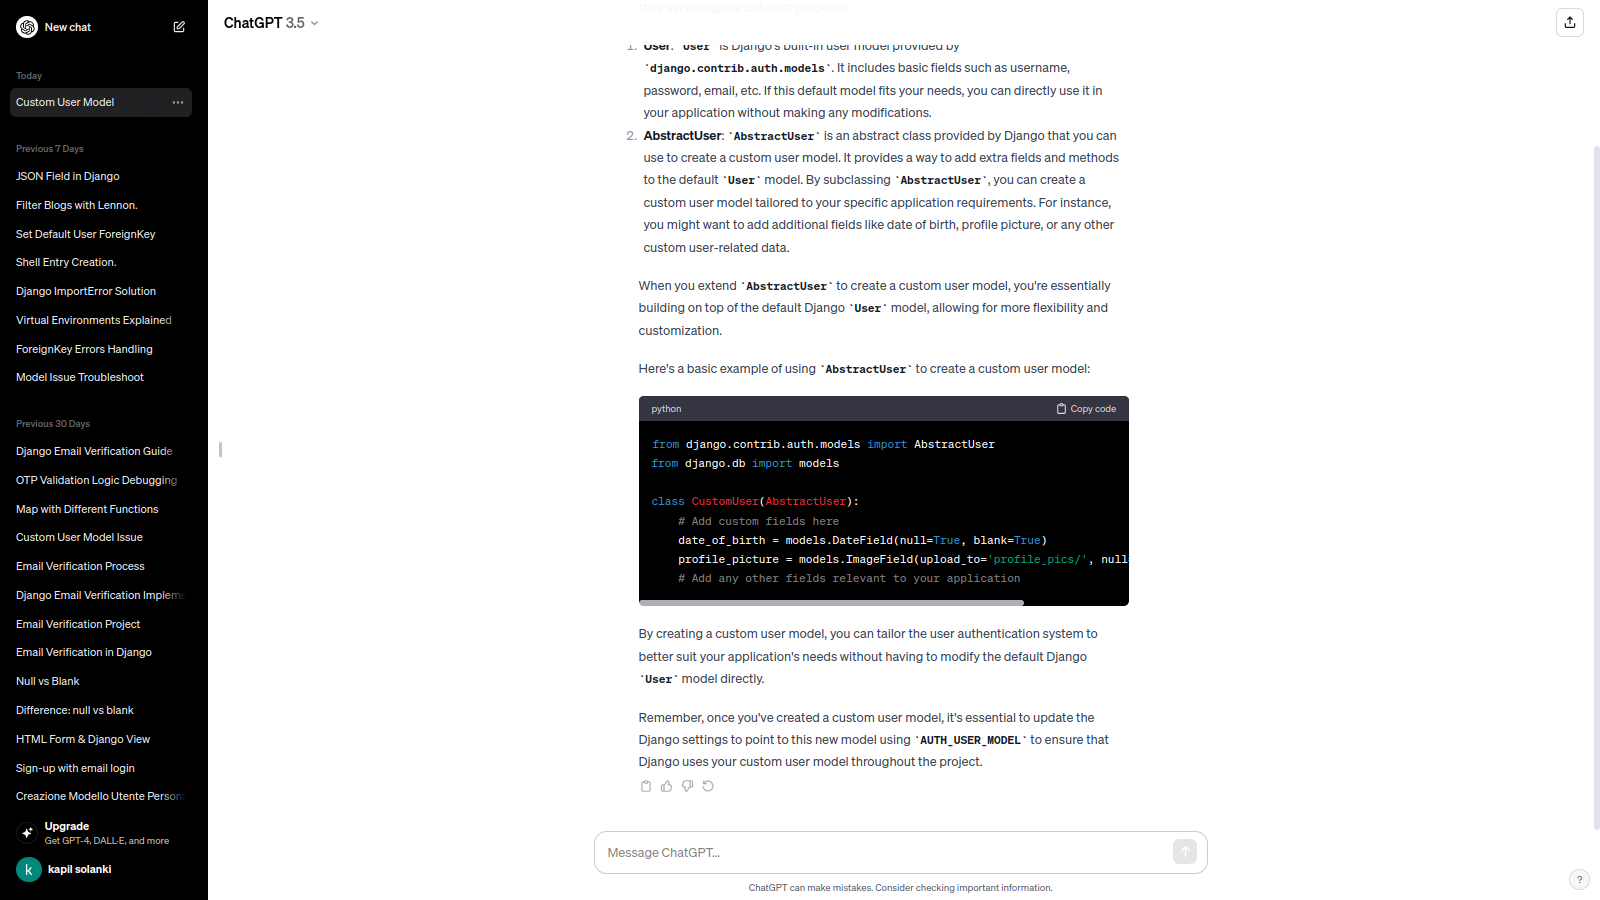 New chat
Today
Custom User Model
Previous 7 Days
JSON Field in Django
Filter Blogs with Lennon.
Set Default User ForeignKey
Shell Entry Creation.
Django ImportError Solution
Virtual Environments Explained
ForeignKey Errors Handling
Model Issue Troubleshoot
Previous 30 Days
Django Email Verification Guide
OTP Validation Logic Debugging
Map with Different Functions
Custom User Model Issue
Email Verification Process
Django Email Verification Impleme
Email Verification Project
Email Verification in Django
Null vs Blank
Difference: null vs blank
HTML Form & Django View
Sign-up with email login
Creazione Modello Utente Person
Upgrade
Get GPT-4, DALL·E, and more
k kapil solanki
ChatGPT 3.5
they serve slightly different purposes:
1. User: `User` is Django's built-in user model provided by
`django.contrib.auth.models`. It includes basic fields such as username,
password, email, etc. If this default model fits your needs, you can directly use it in
your application without making any modifications.
2. AbstractUser: `AbstractUser` is an abstract class provided by Django that you can
use to create a custom user model. It provides a way to add extra fields and methods
to the default `User` model. By subclassing `AbstractUser`, you can create a
custom user model tailored to your specific application requirements. For instance,
you might want to add additional fields like date of birth, profile picture, or any other
custom user-related data.
When you extend `AbstractUser` to create a custom user model, you're essentially
building on top of the default Django `User` model, allowing for more flexibility and
customization.
Here's a basic example of using `AbstractUser` to create a custom user model:
python Copy code
from django.contrib.auth.models import AbstractUser
from django.db import models
class CustomUser(AbstractUser):
# Add custom fields here
date_of_birth = models.DateField(null=True, blank=True)
profile_picture = models.ImageField(upload_to='profile_pics/', null=
# Add any other fields relevant to your application
By creating a custom user model, you can tailor the user authentication system to
better suit your application's needs without having to modify the default Django
`User` model directly.
Remember, once you've created a custom user model, it's essential to update the
Django settings to point to this new model using `AUTH_USER_MODEL` to ensure that
Django uses your custom user model throughout the project.
Message ChatGPT…
ChatGPT can make mistakes. Consider checking important information.
?